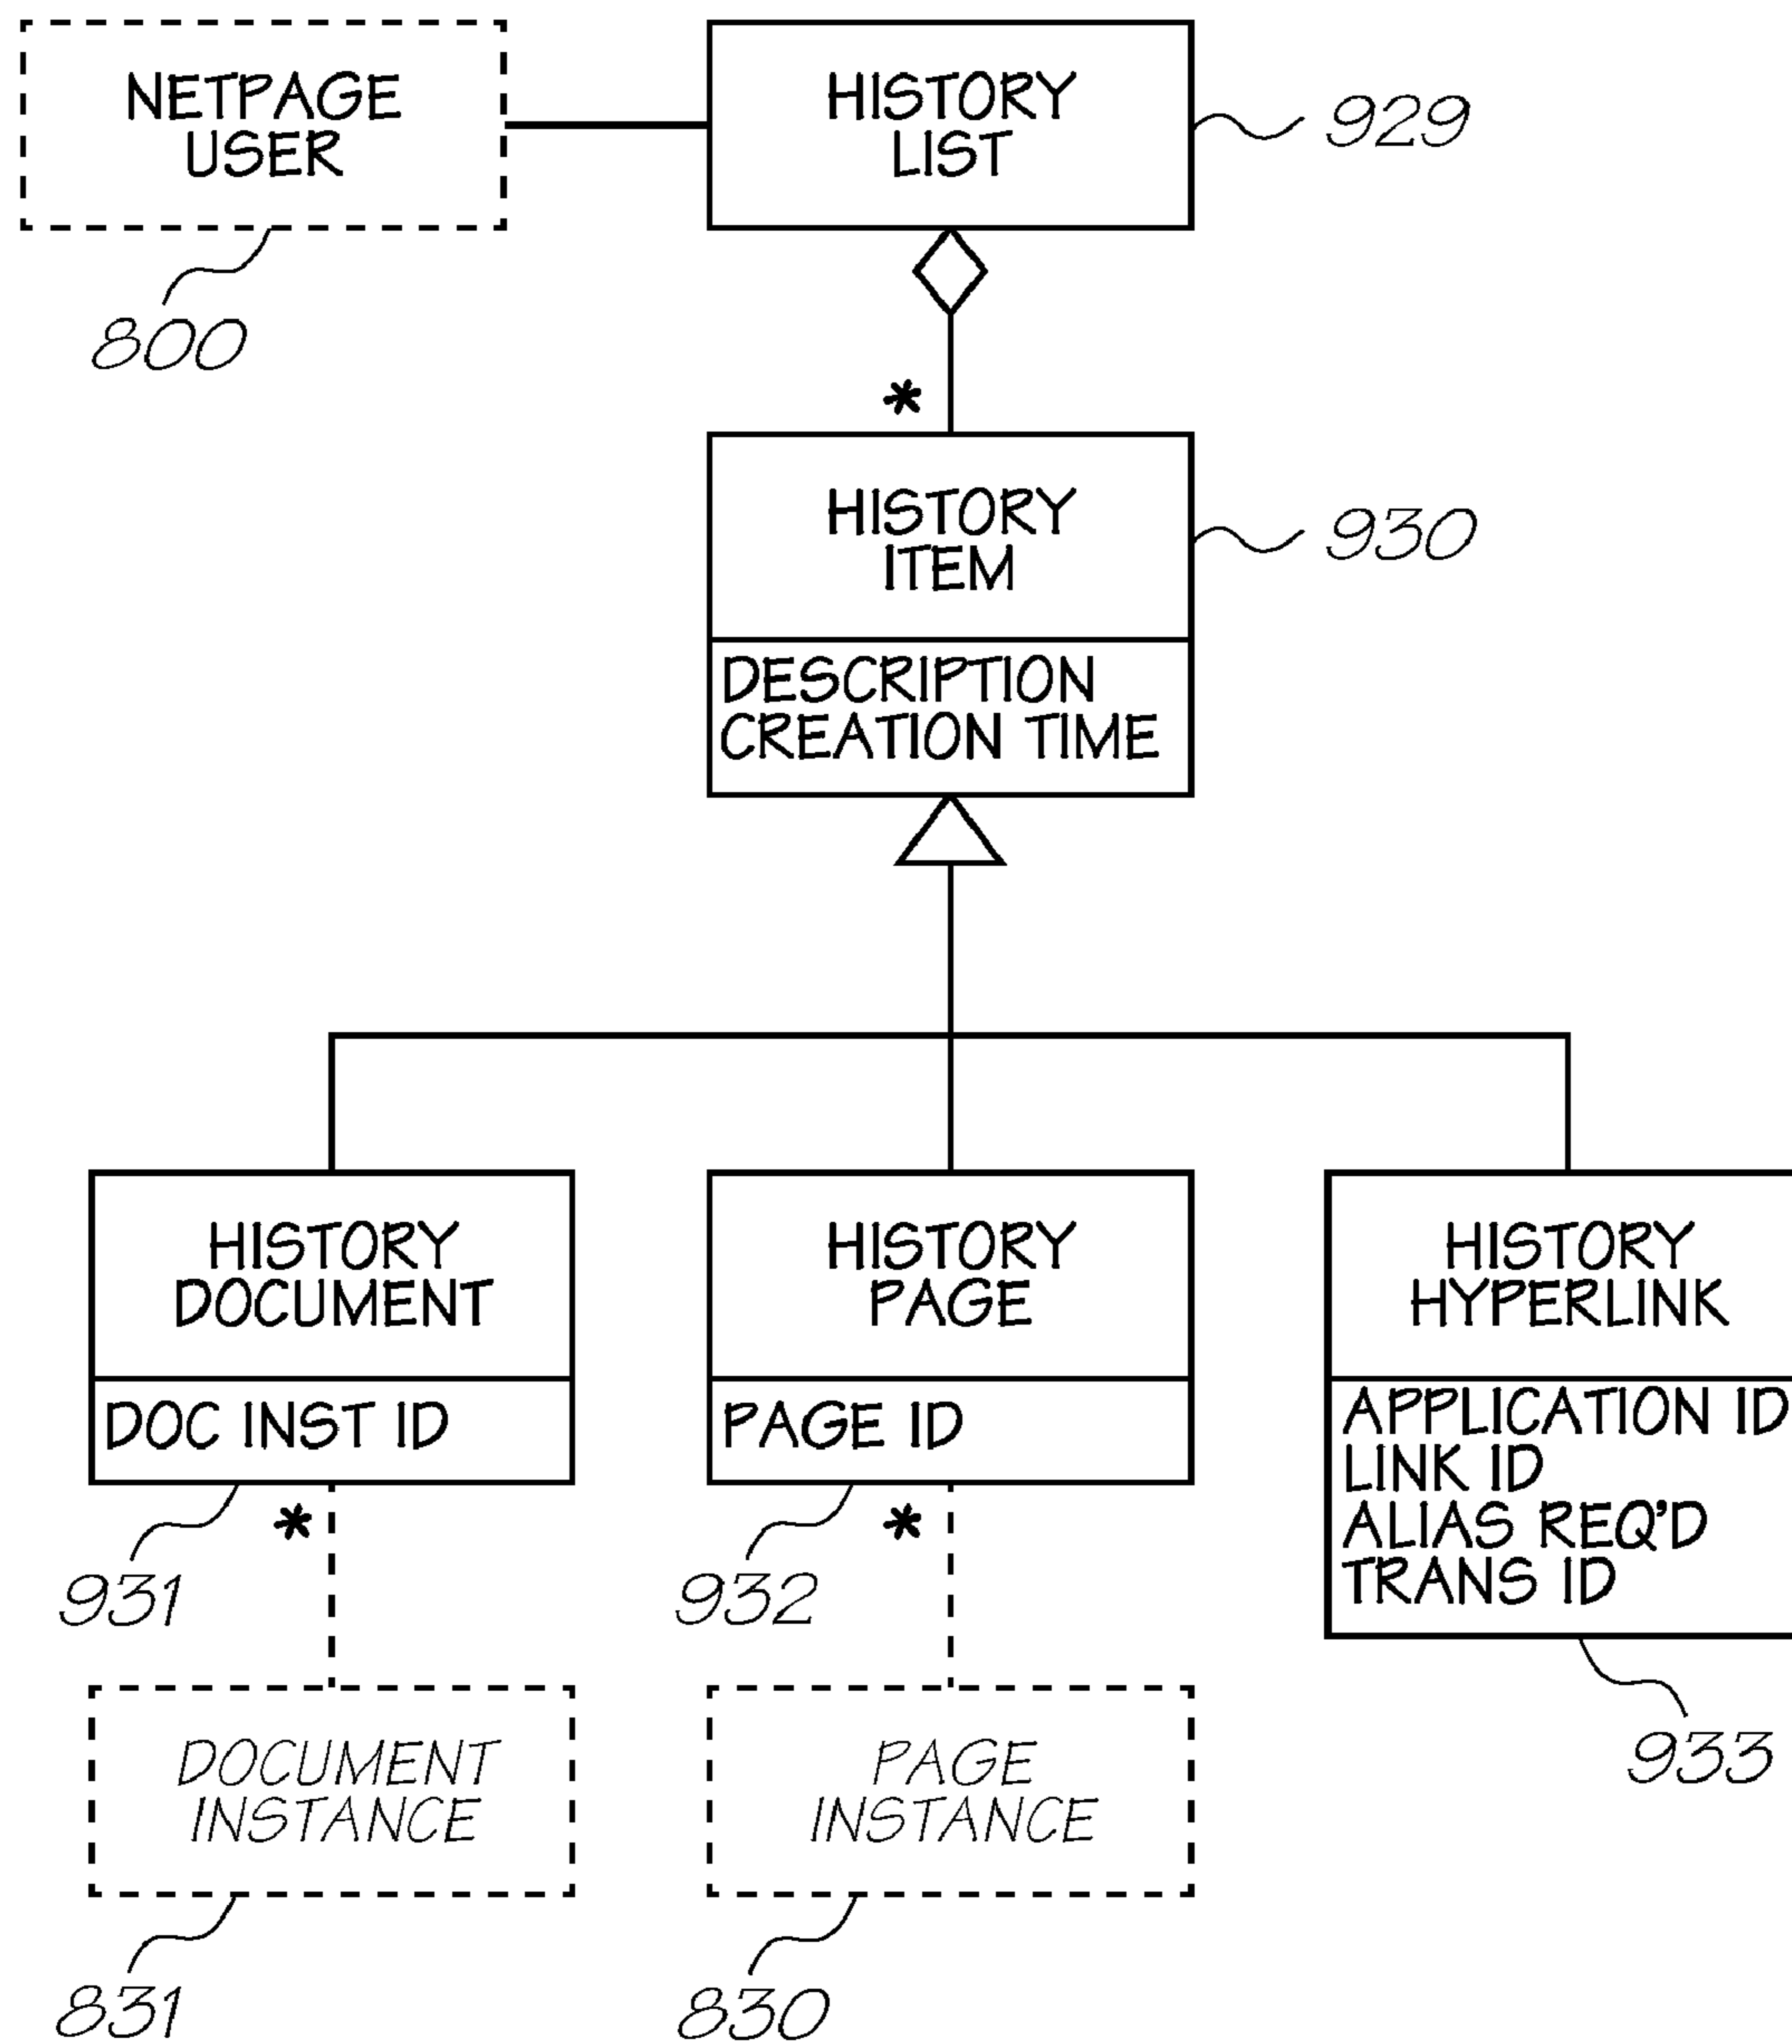 NETPAGE
USER
800
HISTORY
LIST
929
*
HISTORY
ITEM
930
DESCRIPTION
CREATION TIME
HISTORY
DOCUMENT
DOC INST ID
*
931
HISTORY
PAGE
PAGE ID
*
932
HISTORY
HYPERLINK
APPLICATION ID
LINK ID
ALIAS REQ'D
TRANS ID
933
DOCUMENT
INSTANCE
831
PAGE
INSTANCE
830